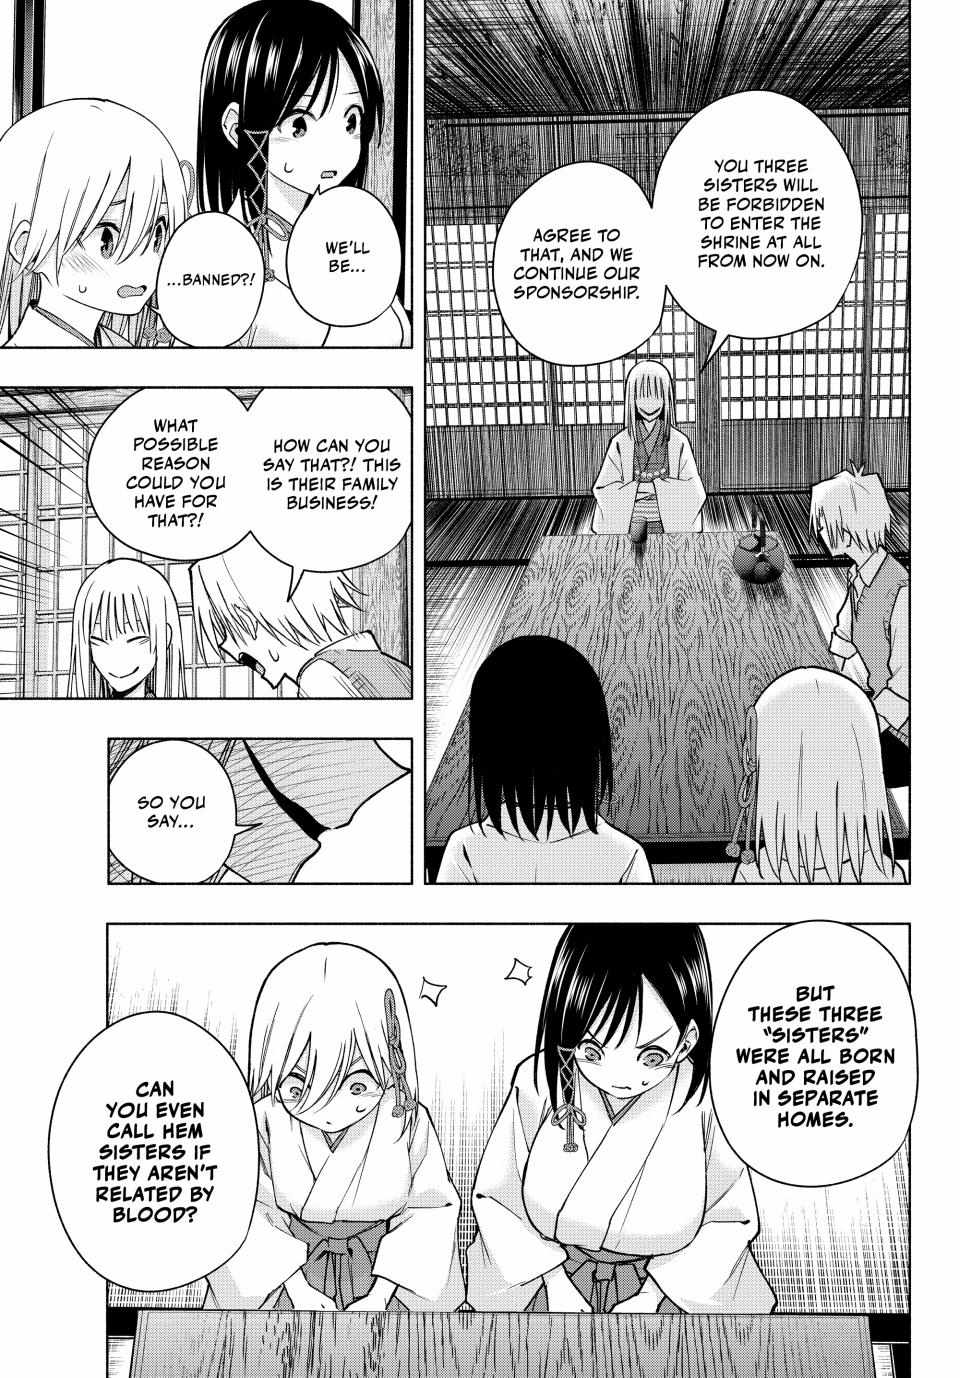 YOU THREE
SISTERS WILL
BE FORBIDDEN
TO ENTER THE
SHRINE AT ALL
FROM NOW ON.
AGREE TO
THAT, AND WE
CONTINUE OUR
SPONSORSHIP.
WE'LL
BE...
...BANNED?!
HOW CAN YOU
SAY THAT?! THIS
IS THEIR FAMILY
BUSINESS!
WHAT
POSSIBLE
REASON
COULD YOU
HAVE FOR
THAT?!
SO YOU
SAY...
BUT
THESE THREE
"SISTERS"
WERE ALL BORN
AND RAISED
IN SEPARATE
HOMES.
CAN
YOU EVEN
CALL HEM
SISTERS IF
THEY AREN'T
RELATED BY
BLOOD?